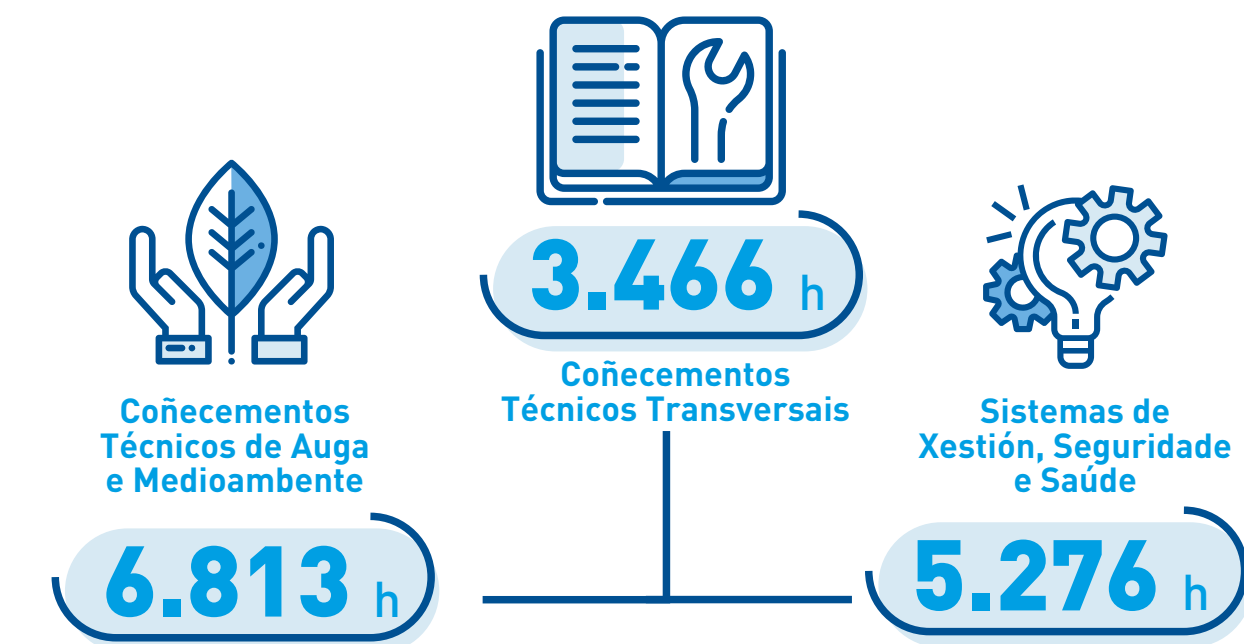 3.466 h
Coñecementos
Técnicos Transversais
Coñecementos
Técnicos de Auga
e Medioambente
6.813 h
Sistemas de
Xestión, Seguridade
e Saúde
5.276 h